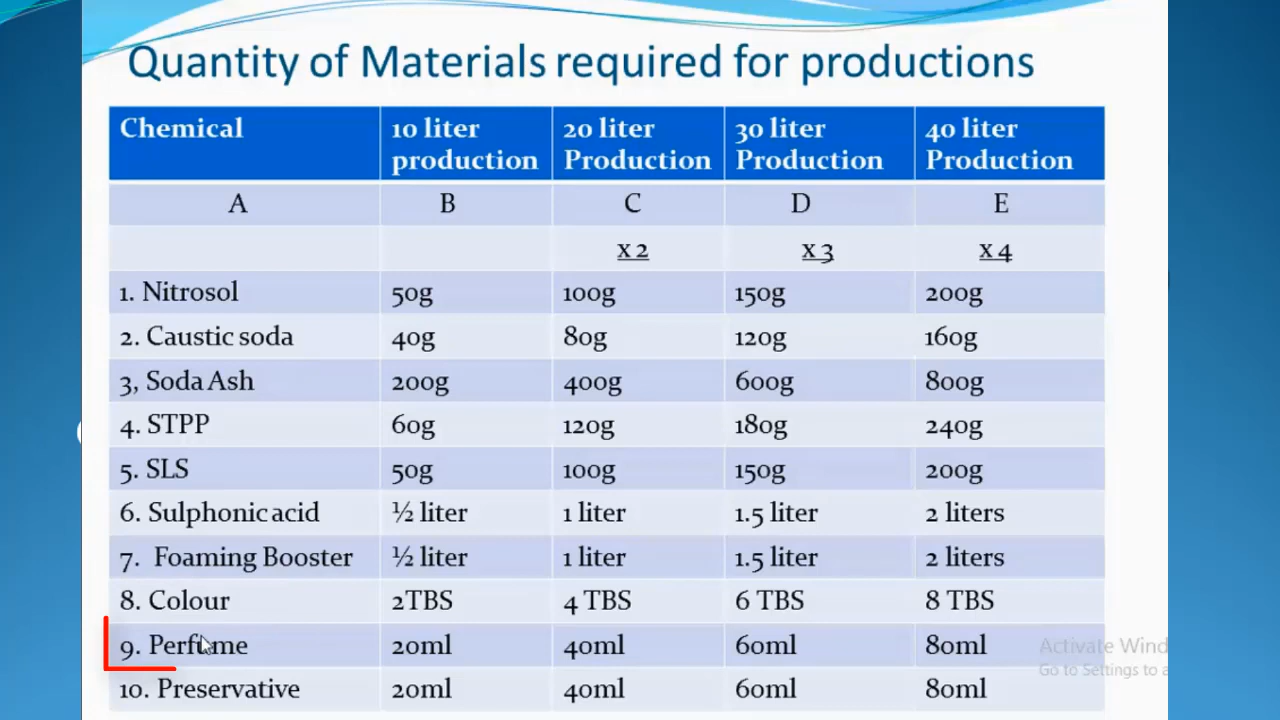 Quantity of Materials required for productions
Chemical 10 liter production 20 liter Production 30 liter Production 40 liter Production
A B C D E
x 2 x 3 x 4
1. Nitrosol 50g 100g 150g 200g
2. Caustic soda 40g 80g 120g 160g
3, Soda Ash 200g 400g 600g 800g
4. STPP 60g 120g 180g 240g
5. SLS 50g 100g 150g 200g
6. Sulphonic acid ½ liter 1 liter 1.5 liter 2 liters
7. Foaming Booster ½ liter 1 liter 1.5 liter 2 liters
8. Colour 2TBS 4 TBS 6 TBS 8 TBS
9. Perfume 20ml 40ml 60ml 80ml
10. Preservative 20ml 40ml 60ml 80ml
Activate Wind
Go to Settings to a